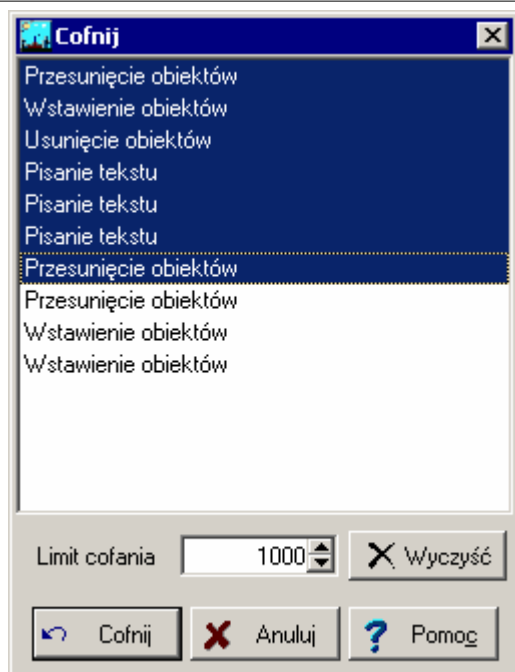 Cofnij
Przesunięcie obiektów
Wstawienie obiektów
Usunięcie obiektów
Pisanie tekstu
Pisanie tekstu
Pisanie tekstu
Przesunięcie obiektów
Przesunięcie obiektów
Wstawienie obiektów
Wstawienie obiektów
Limit cofania 1000 Wyczyść
Cofnij Anuluj Pomoc